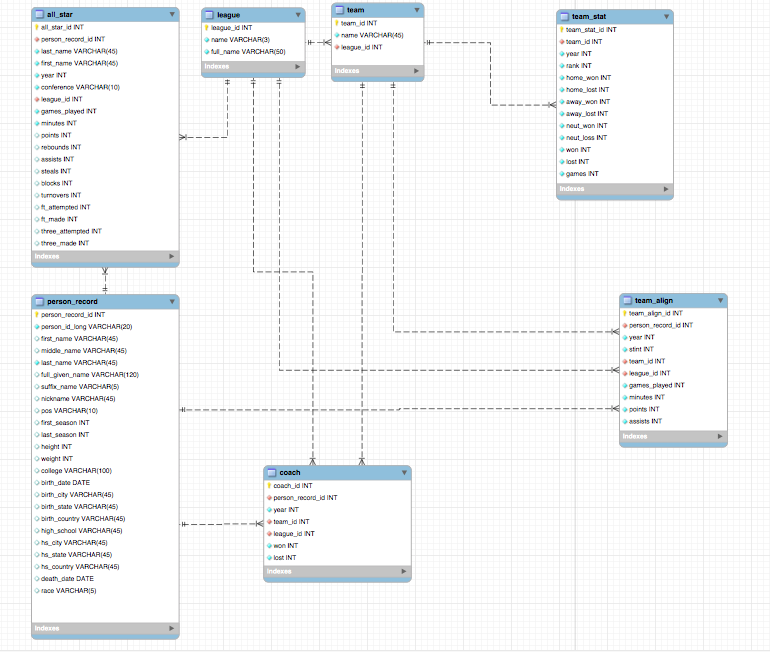 all_star
all_star_id INT
person_record_id INT
last_name VARCHAR(45)
first_name VARCHAR(45)
year INT
conference VARCHAR(10)
league_id INT
games_played INT
minutes INT
points INT
rebounds INT
assists INT
steals INT
blocks INT
turnovers INT
ft_attempted INT
ft_made INT
three_attempted INT
three_made INT
Indexes
league
league_id INT
name VARCHAR(3)
full_name VARCHAR(50)
Indexes
team
team_id INT
name VARCHAR(45)
league_id INT
Indexes
team_stat
team_stat_id INT
team_id INT
year INT
rank INT
home_won INT
home_lost INT
away_won INT
away_lost INT
neut_won INT
neut_loss INT
won INT
lost INT
games INT
Indexes
person_record
person_record_id INT
person_id_long VARCHAR(20)
first_name VARCHAR(45)
middle_name VARCHAR(45)
last_name VARCHAR(45)
full_given_name VARCHAR(120)
suffix_name VARCHAR(5)
nickname VARCHAR(45)
pos VARCHAR(10)
first_season INT
last_season INT
height INT
weight INT
college VARCHAR(100)
birth_date DATE
birth_city VARCHAR(45)
birth_state VARCHAR(45)
birth_country VARCHAR(45)
high_school VARCHAR(45)
hs_city VARCHAR(45)
hs_state VARCHAR(45)
hs_country VARCHAR(45)
death_date DATE
race VARCHAR(5)
Indexes
team_align
team_align_id INT
person_record_id INT
year INT
stint INT
team_id INT
league_id INT
games_played INT
minutes INT
points INT
assists INT
Indexes
coach
coach_id INT
person_record_id INT
year INT
team_id INT
league_id INT
won INT
lost INT
Indexes